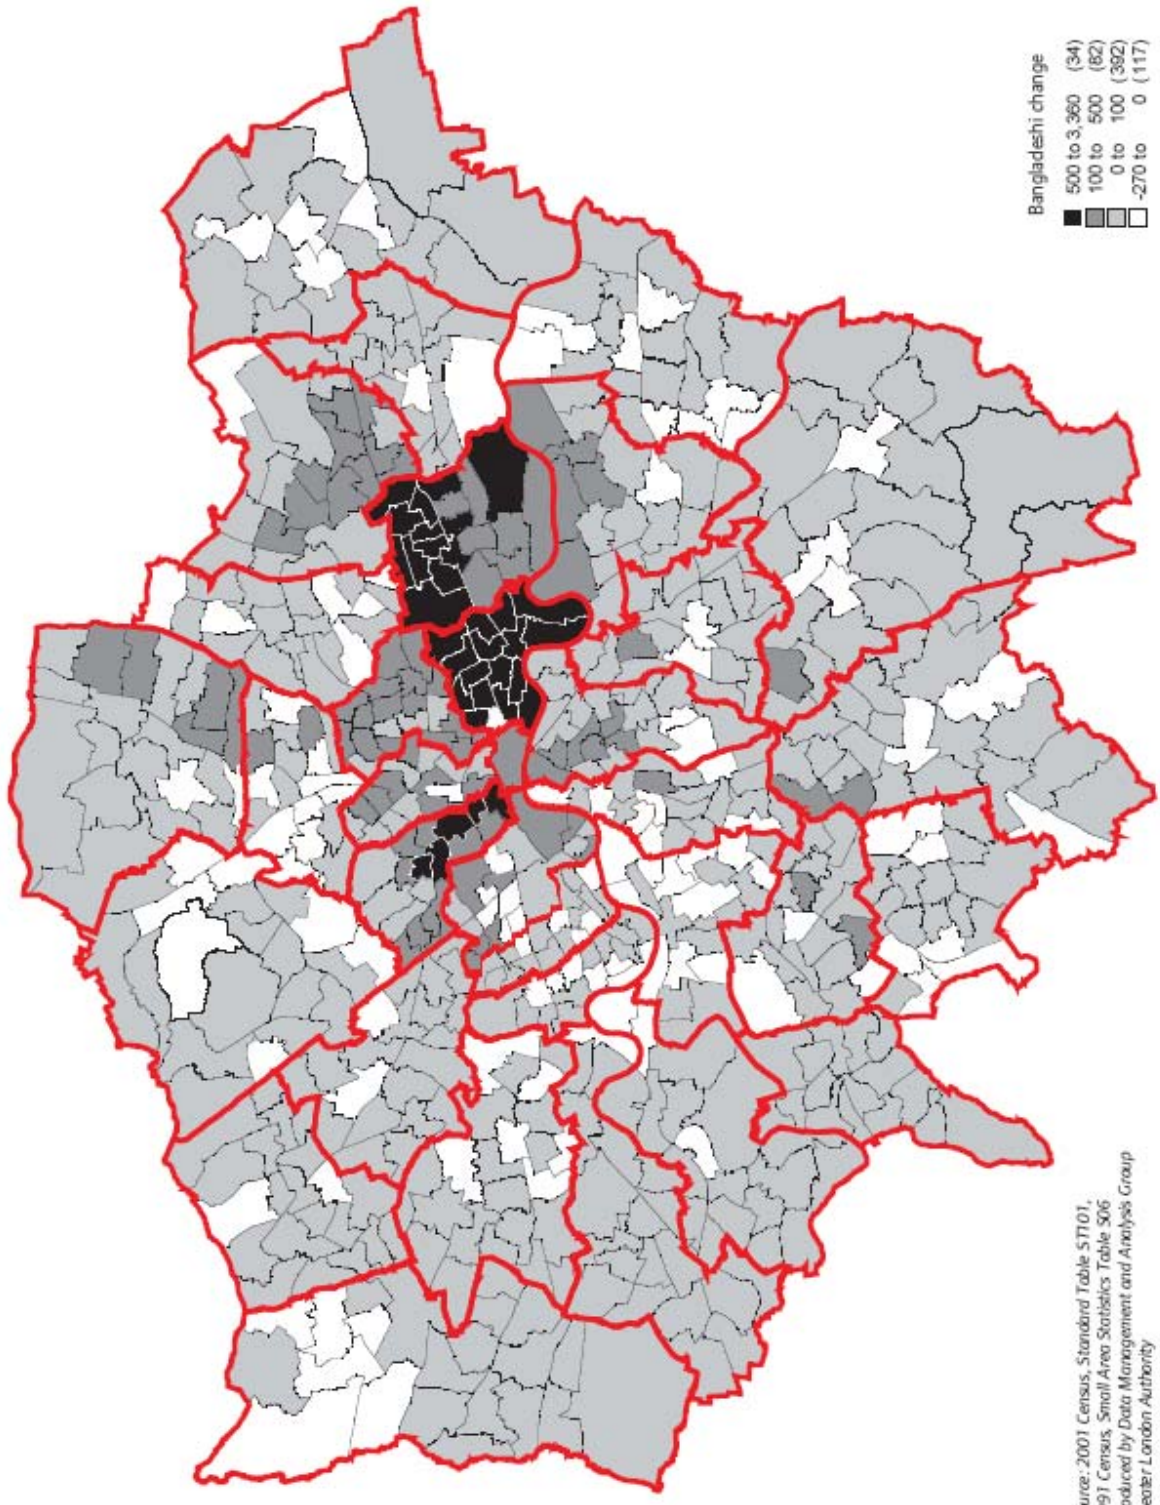 Bangladeshi change
500 to 3,360 (34)
100 to 500 (82)
0 to 100 (392)
-270 to 0 (117)
urce: 2001 Census, Standard Table ST101,
91 Census, Small Area Statistics Table S06
oduced by Data Management and Analysis Group
eater London Authority